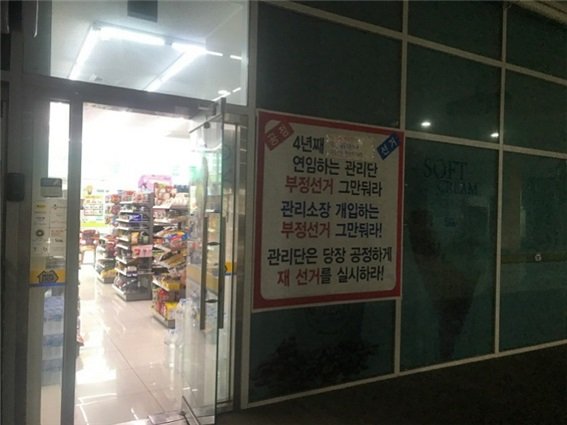 공정
선거
4년째
연임하는 관리단
부정선거 그만둬라
관리소장 개입하는
부정선거 그만둬라!
관리단은 당장 공정하게
재 선거를 실시하라!
SOFT
CREAM